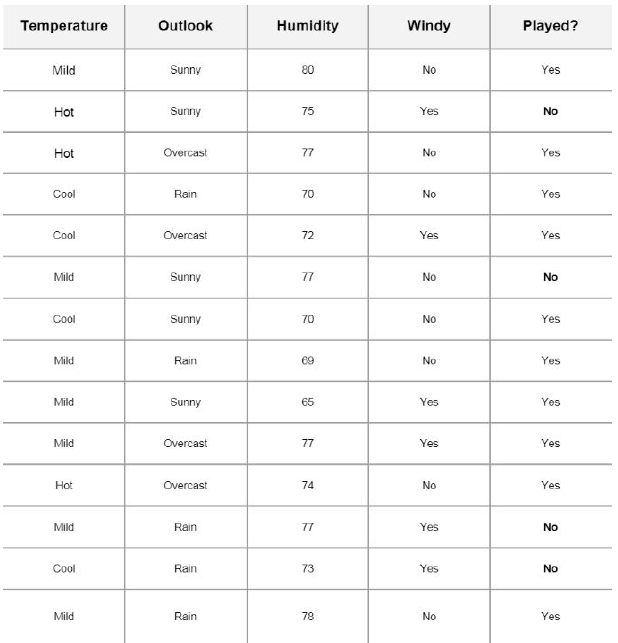 Temperature Outlook Humidity Windy Played?
Mild Sunny 80 No Yes
Hot Sunny 75 Yes No
Hot Overcast 77 No Yes
Cool Rain 70 No Yes
Cool Overcast 72 Yes Yes
Mild Sunny 77 No No
Cool Sunny 70 No Yes
Mild Rain 69 No Yes
Mild Sunny 65 Yes Yes
Mild Overcast 77 Yes Yes
Hot Overcast 74 No Yes
Mild Rain 77 Yes No
Cool Rain 73 Yes No
Mild Rain 78 No Yes